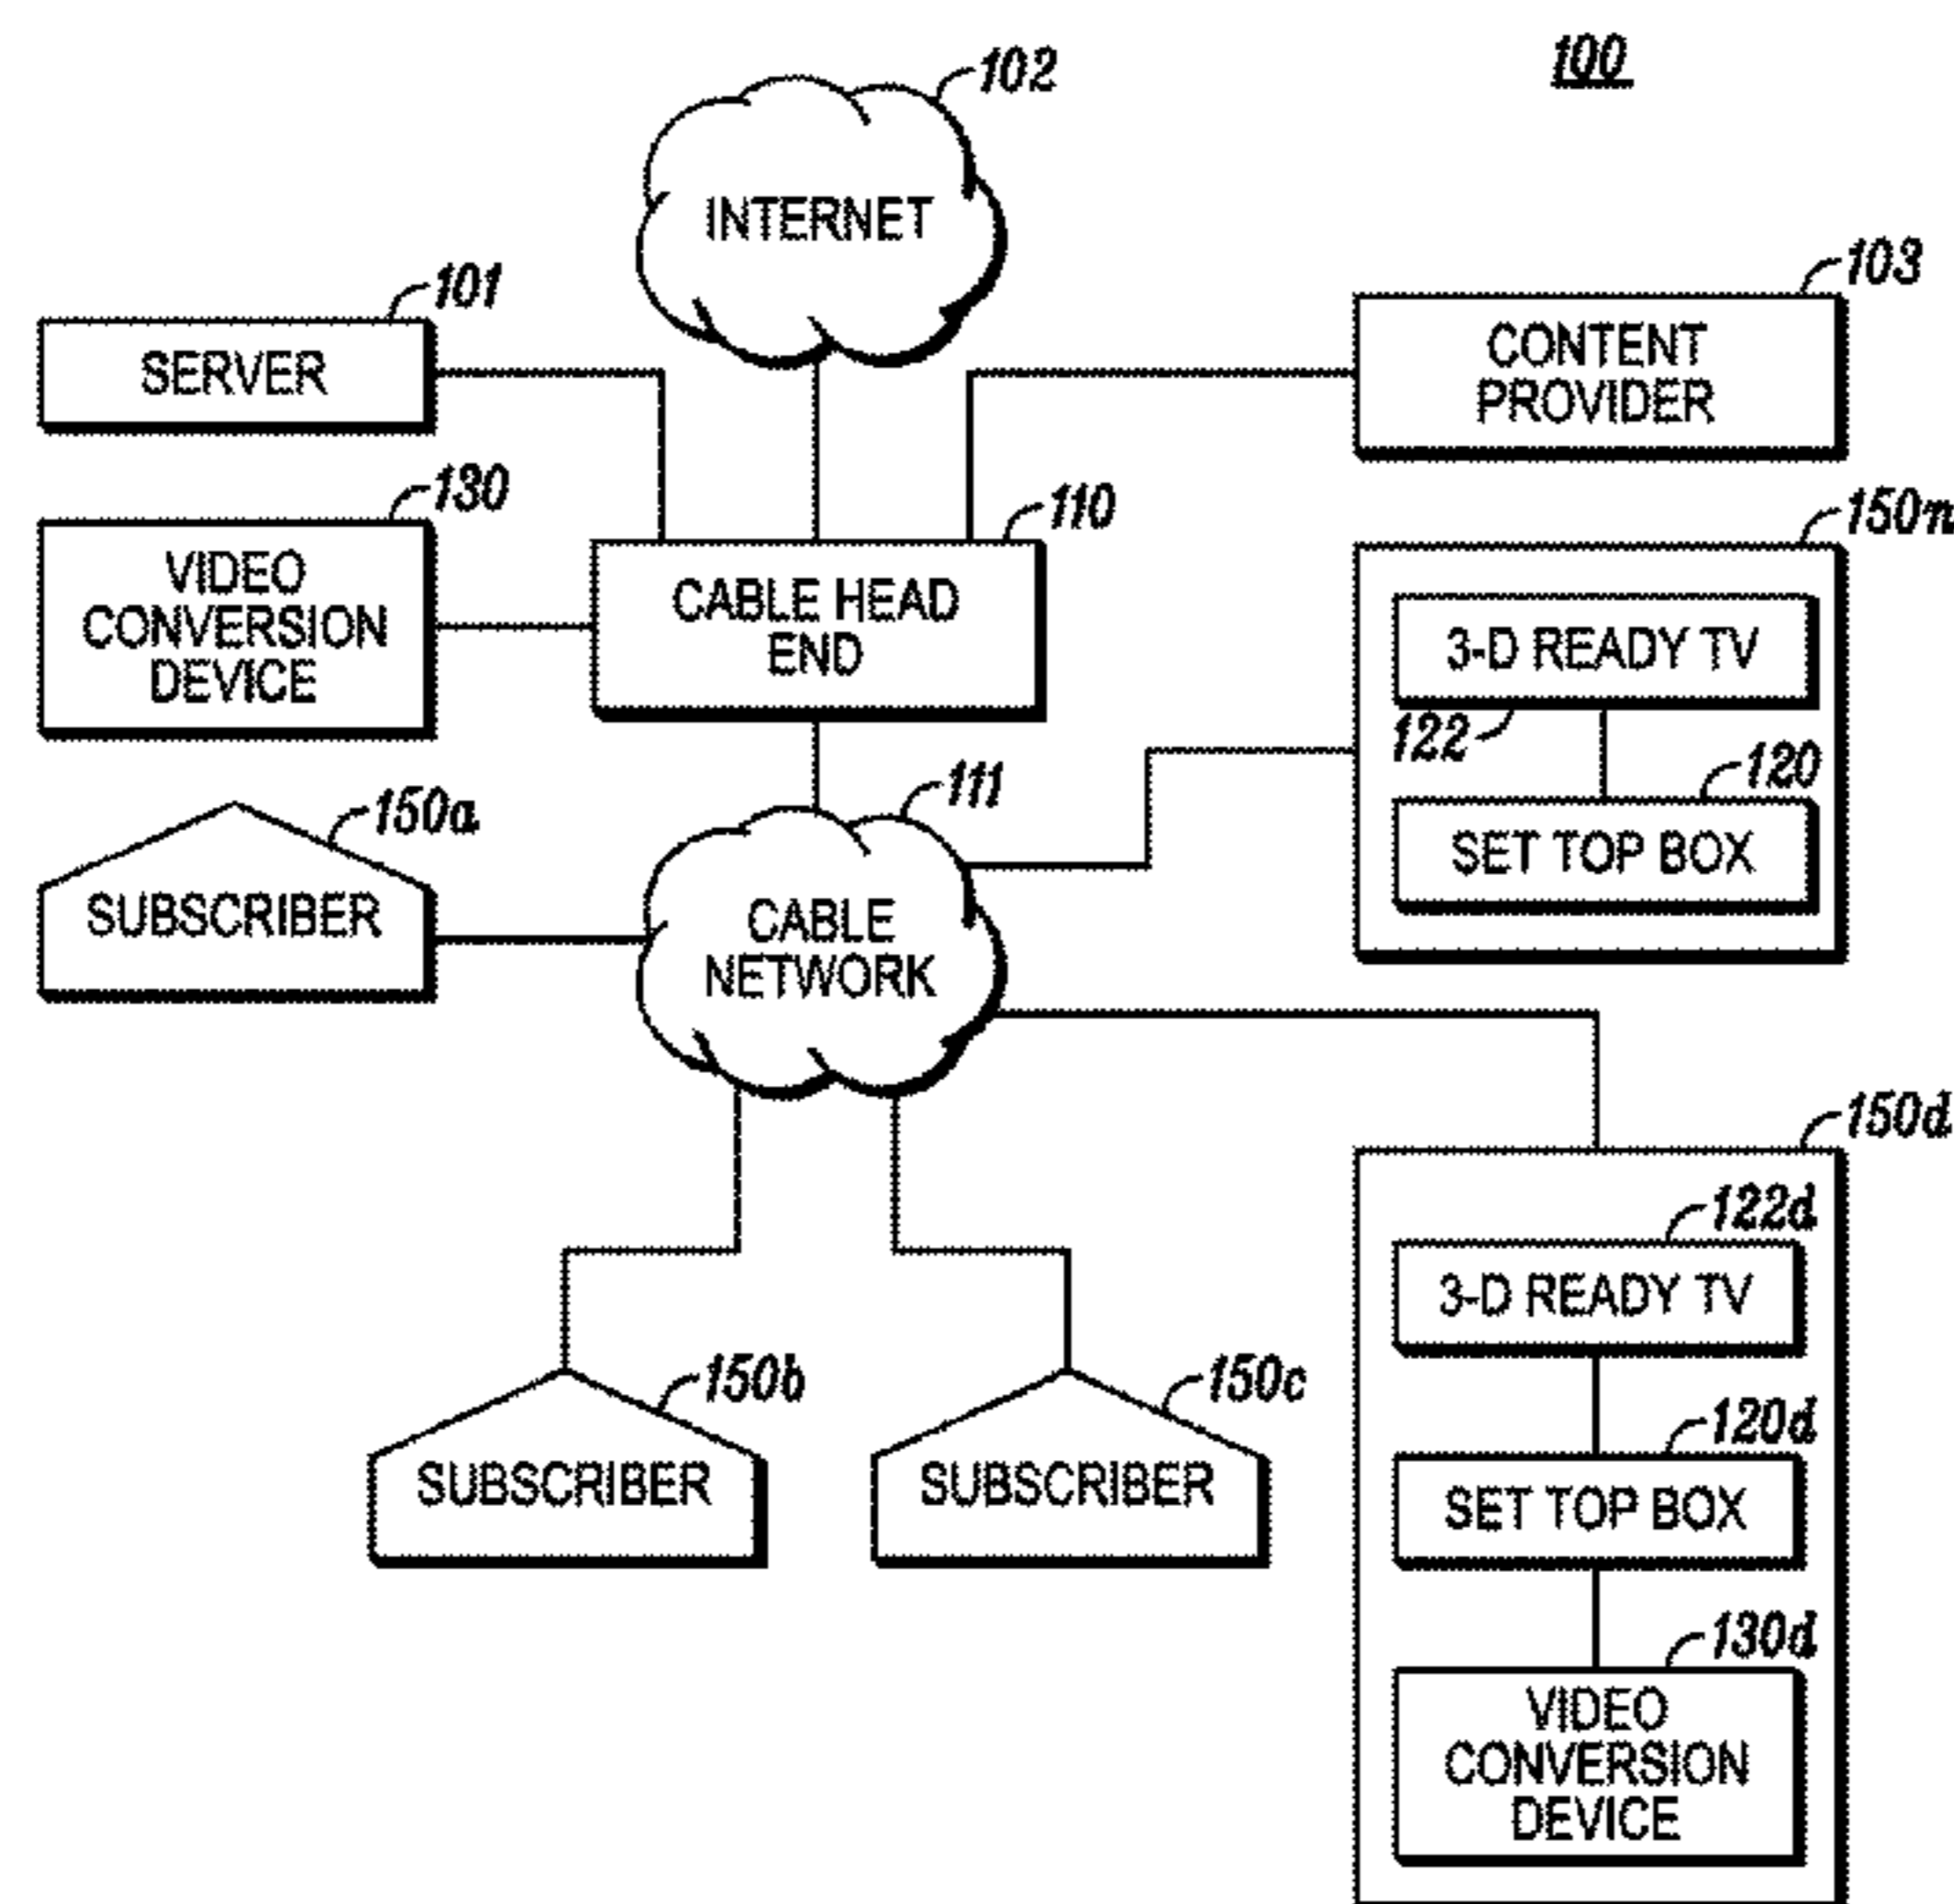 100
102
INTERNET
101
SERVER
103
CONTENT
PROVIDER
130
VIDEO
CONVERSION
DEVICE
110
CABLE HEAD
END
150n
3-D READY TV
122
120
SET TOP BOX
150a
SUBSCRIBER
111
CABLE
NETWORK
150d
122d
3-D READY TV
120d
SET TOP BOX
130d
VIDEO
CONVERSION
DEVICE
150b
SUBSCRIBER
150c
SUBSCRIBER